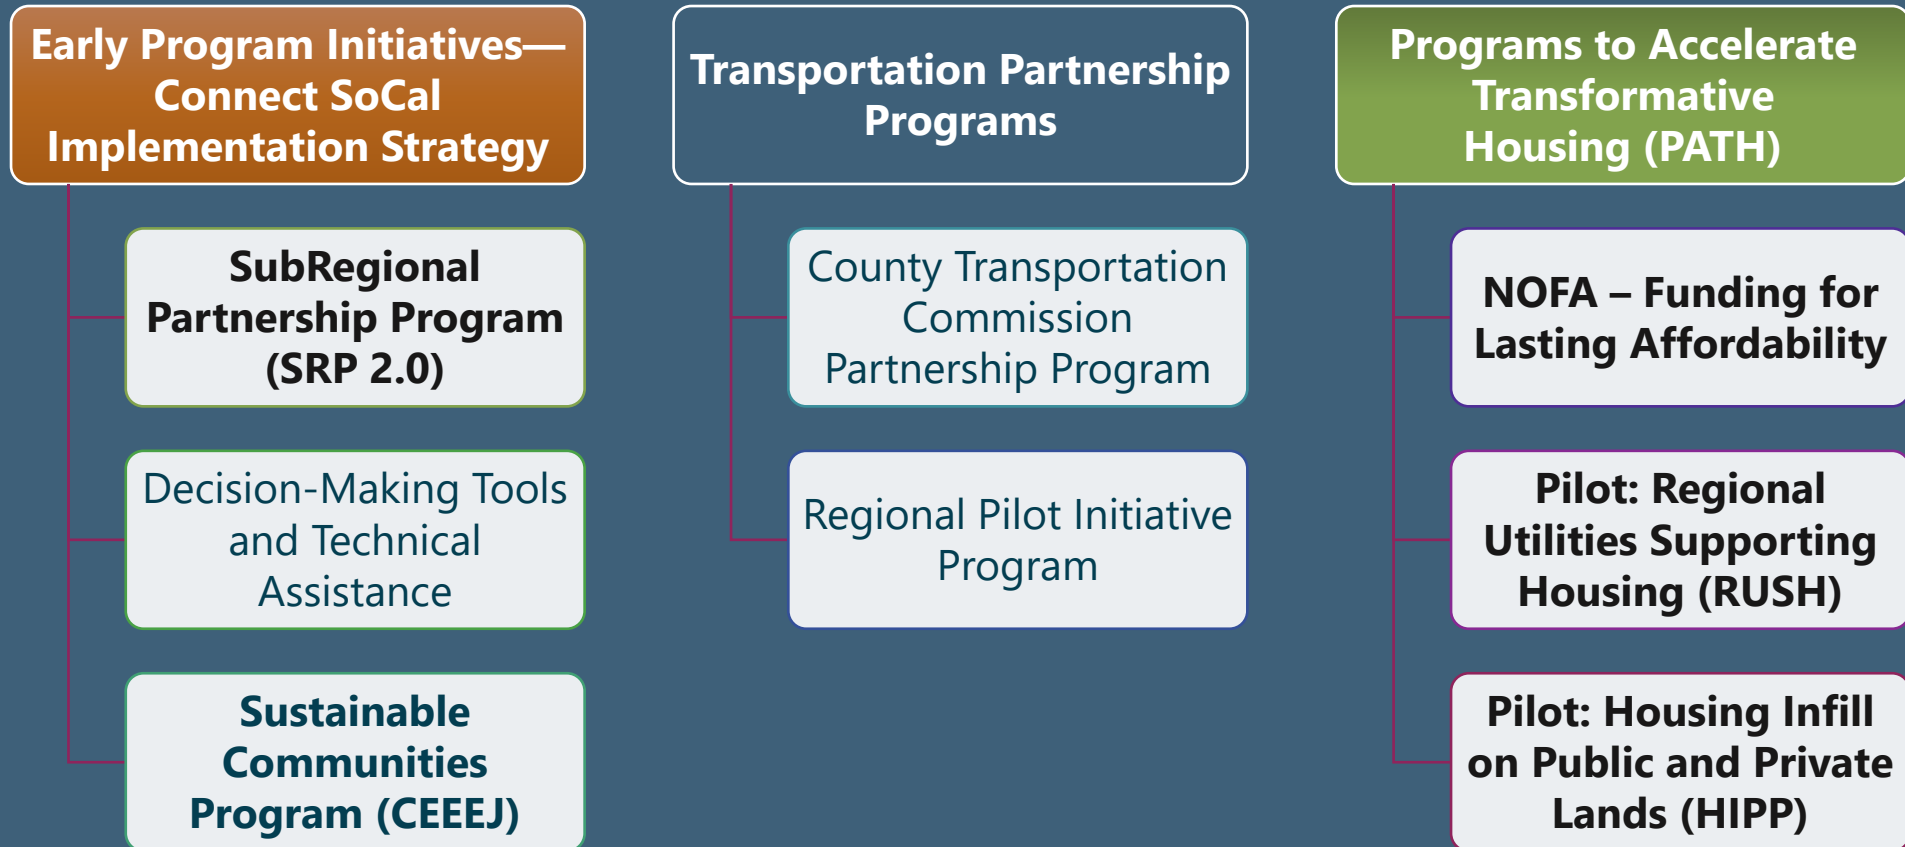 Early Program Initiatives—
Connect SoCal
Implementation Strategy
SubRegional
Partnership Program
(SRP 2.0)
Decision-Making Tools
and Technical
Assistance
Sustainable
Communities
Program (CEEEJ)
Transportation Partnership
Programs
County Transportation
Commission
Partnership Program
Regional Pilot Initiative
Program
Programs to Accelerate
Transformative
Housing (PATH)
NOFA – Funding for
Lasting Affordability
Pilot: Regional
Utilities Supporting
Housing (RUSH)
Pilot: Housing Infill
on Public and Private
Lands (HIPP)